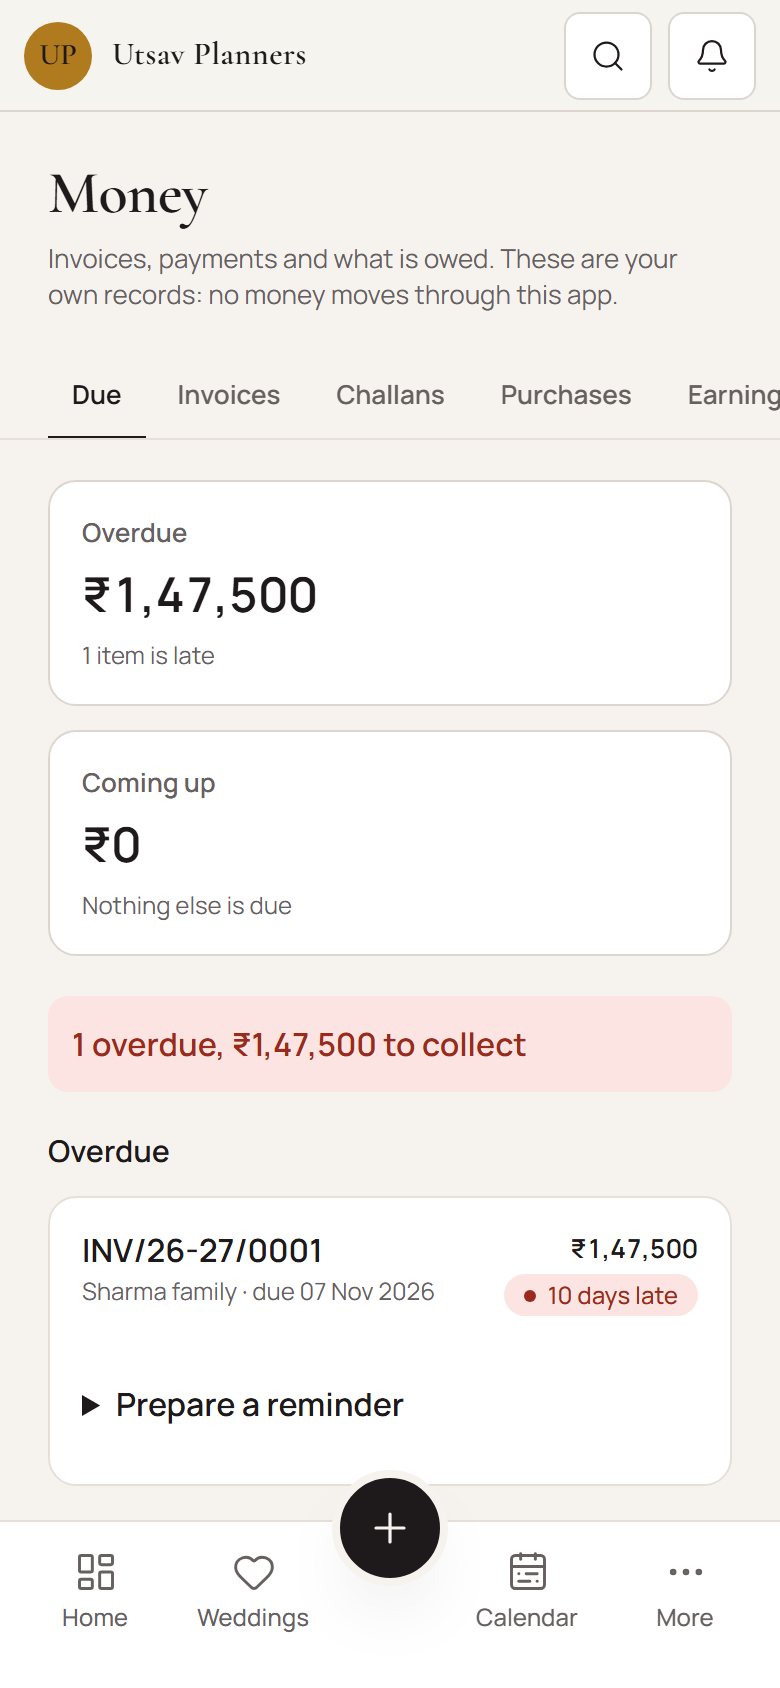 UP
Utsav Planners
Money
Invoices, payments and what is owed. These are your
own records: no money moves through this app.
Due
Invoices
Challans
Purchases
Earning
Overdue
₹1,47,500
1 item is late
Coming up
₹0
Nothing else is due
1 overdue, ₹1,47,500 to collect
Overdue
INV/26-27/0001
₹1,47,500
Sharma family · due 07 Nov 2026
10 days late
Prepare a reminder
Home
Weddings
Calendar
More